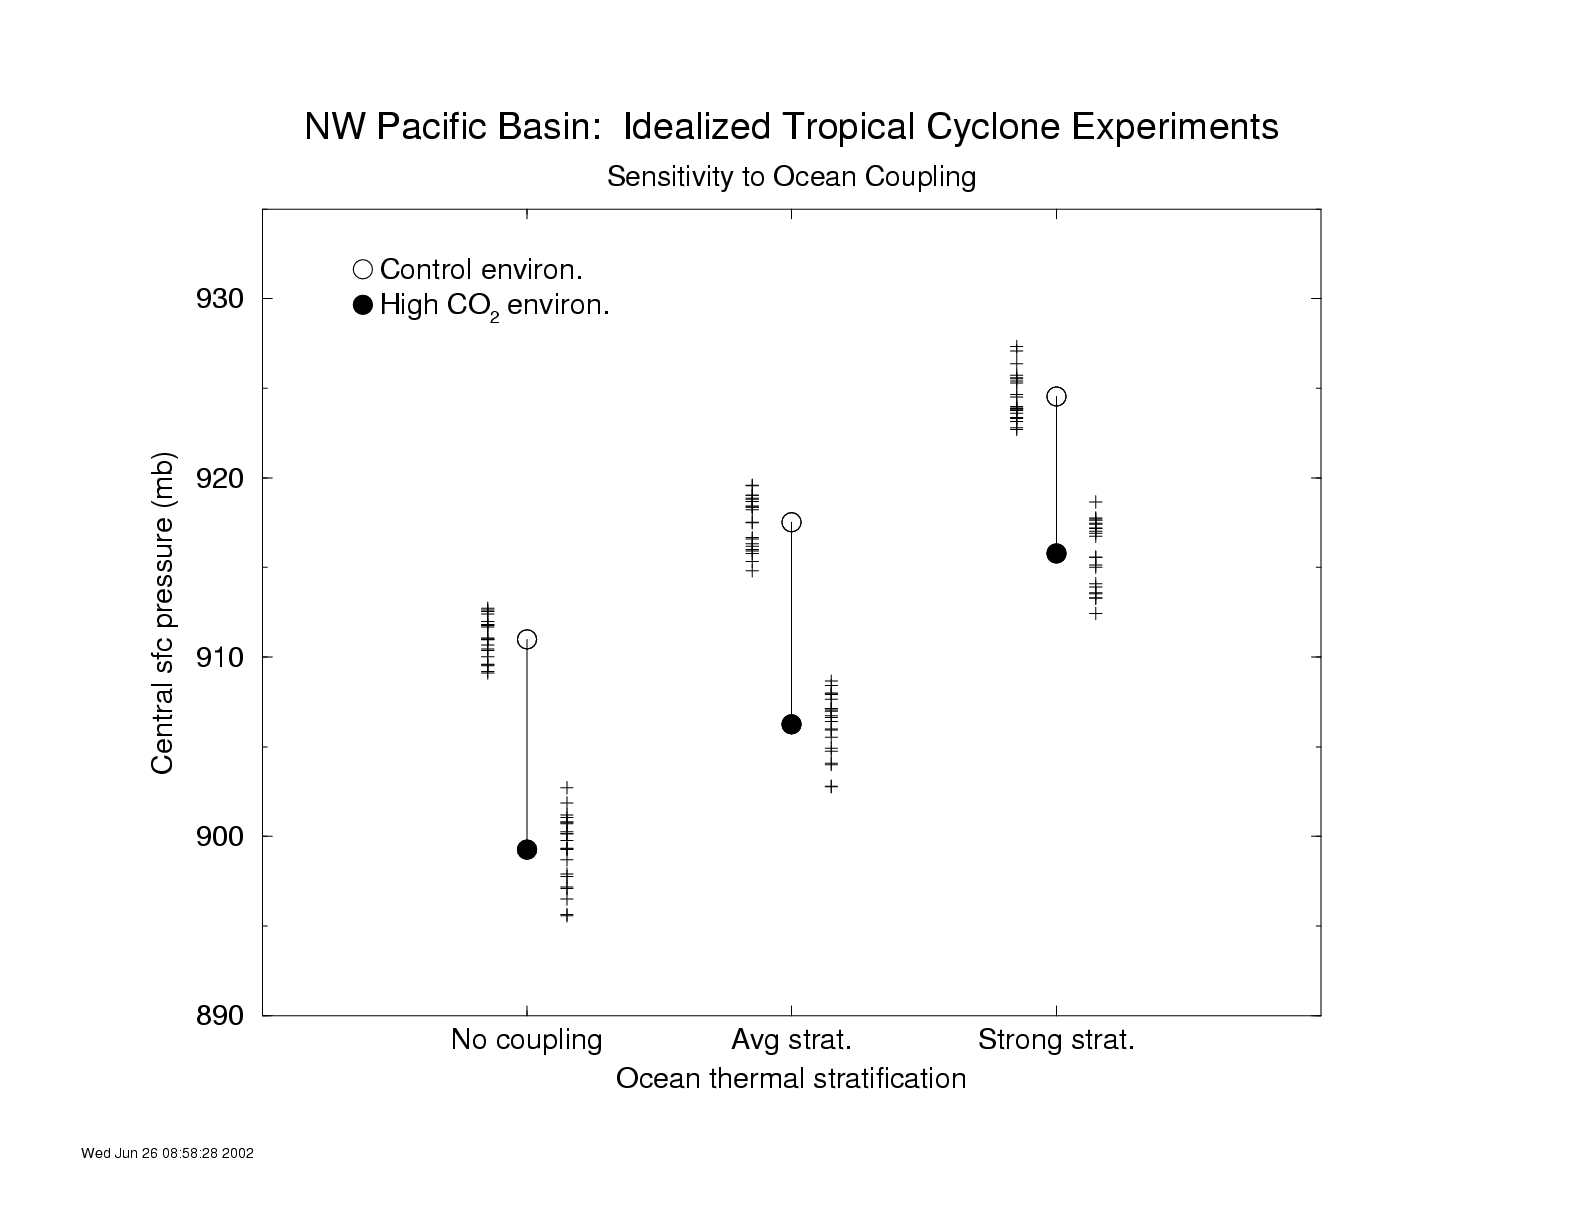 NW Pacific Basin:  Idealized Tropical Cyclone Experiments
Sensitivity to Ocean Coupling
Control environ.
High CO₂ environ.
930
920
910
900
890
Central sfc pressure (mb)
No coupling
Avg strat.
Strong strat.
Ocean thermal stratification
Wed Jun 26 08:58:28 2002